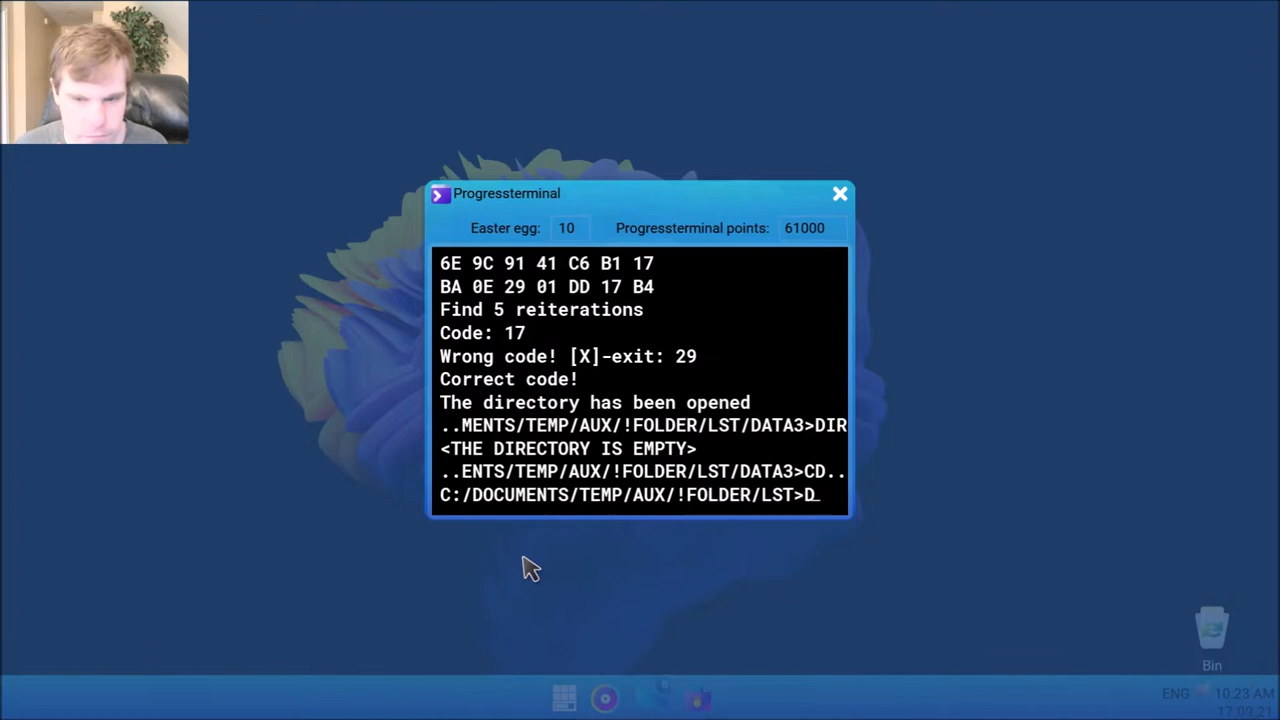 Progressterminal
Easter egg: 10 Progressterminal points: 61000
6E 9C 91 41 C6 B1 17
BA 0E 29 01 DD 17 B4
Find 5 reiterations
Code: 17
Wrong code! [X]-exit: 29
Correct code!
The directory has been opened
..MENTS/TEMP/AUX/!FOLDER/LST/DATA3>DIR
<THE DIRECTORY IS EMPTY>
..ENTS/TEMP/AUX/!FOLDER/LST/DATA3>CD..
C:/DOCUMENTS/TEMP/AUX/!FOLDER/LST>D_
Bin
ENG 10:23 AM
17.09.21